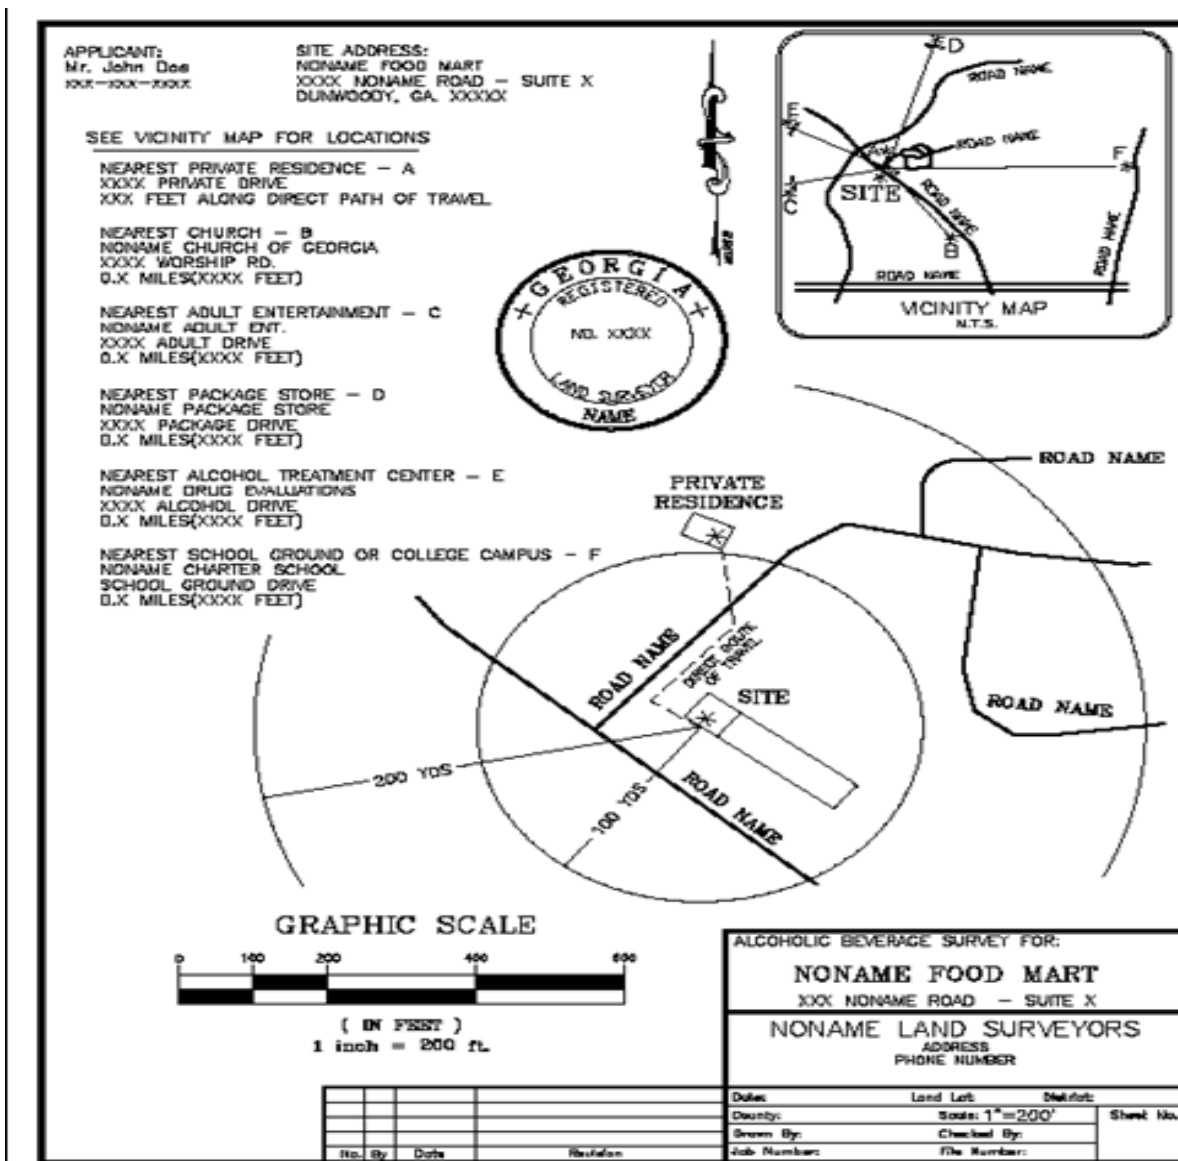 APPLICANT:
Mr. John Doe
XXX-XXX-XXXX
SITE ADDRESS:
NONAME FOOD MART
XXXX NONAME ROAD - SUITE X
DUNWOODY, GA. XXXXX
SEE VICINITY MAP FOR LOCATIONS
NEAREST PRIVATE RESIDENCE - A
XXXX PRIVATE DRIVE
XXX FEET ALONG DIRECT PATH OF TRAVEL
NEAREST CHURCH - B
NONAME CHURCH OF GEORGIA
XXXX WORSHIP RD.
0.X MILES(XXXX FEET)
NEAREST ADULT ENTERTAINMENT - C
NONAME ADULT ENT.
XXXX ADULT DRIVE
0.X MILES(XXXX FEET)
NEAREST PACKAGE STORE - D
NONAME PACKAGE STORE
XXXX PACKAGE DRIVE
0.X MILES(XXXX FEET)
NEAREST ALCOHOL TREATMENT CENTER - E
NONAME DRUG EVALUATIONS
XXXX ALCOHOL DRIVE
0.X MILES(XXXX FEET)
NEAREST SCHOOL GROUND OR COLLEGE CAMPUS - F
NONAME CHARTER SCHOOL
SCHOOL GROUND DRIVE
0.X MILES(XXXX FEET)
GEORGIA
REGISTERED
NO. XXXX
LAND SURVEYOR
NAME
D
ROAD NAME
E
ROAD NAME
F
SITE
C
ROAD NAME
B
ROAD NAME
ROAD NAME
VICINITY MAP
N.T.S.
ROAD NAME
PRIVATE
RESIDENCE
ROAD NAME
DIRECT ROUTE
OF TRAVEL
SITE
ROAD NAME
200 YDS
100 YDS
ROAD NAME
GRAPHIC SCALE
0 100 200 400 600
( IN FEET )
1 inch = 200 ft.
ALCOHOLIC BEVERAGE SURVEY FOR:
NONAME FOOD MART
XXX NONAME ROAD - SUITE X
NONAME LAND SURVEYORS
ADDRESS
PHONE NUMBER
Date: Land Lot: District:
County: Scale: 1"=200' Sheet No.
Drawn By: Checked By:
Job Number: File Number:
No. By Date Revision